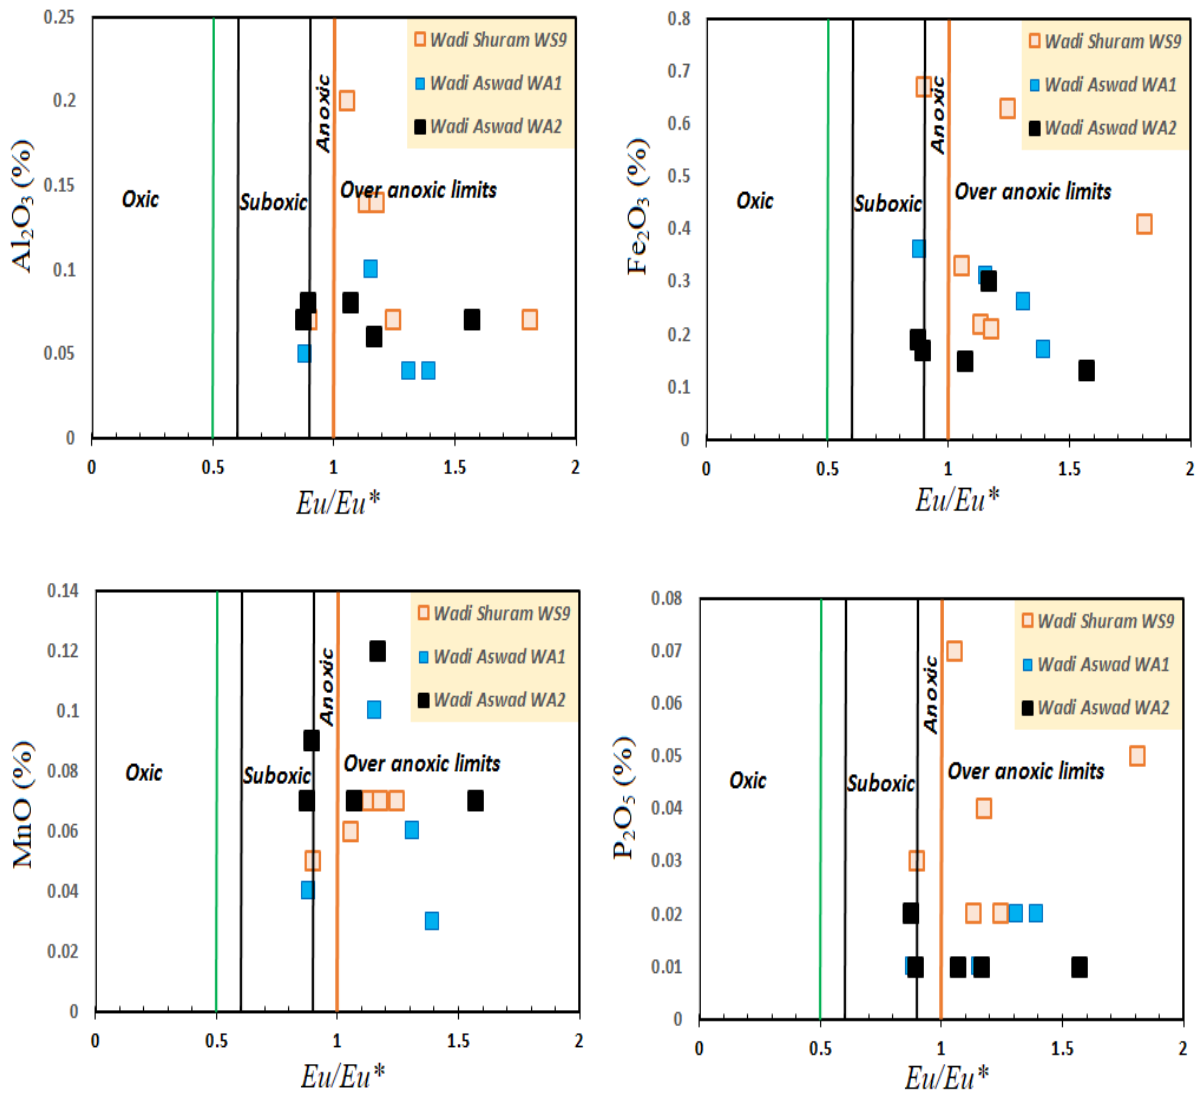 0.25
0.2
0.15
0.1
0.05
0
Al₂O₃ (%)
Wadi Shuram WS9
Wadi Aswad WA1
Wadi Aswad WA2
Oxic
Suboxic
Anoxic
Over anoxic limits
0 0.5 1 1.5 2
Eu/Eu*
0.8
0.7
0.6
0.5
0.4
0.3
0.2
0.1
0
Fe₂O₃ (%)
Wadi Shuram WS9
Wadi Aswad WA1
Wadi Aswad WA2
Oxic
Suboxic
Anoxic
Over anoxic limits
0 0.5 1 1.5 2
Eu/Eu*
0.14
0.12
0.1
0.08
0.06
0.04
0.02
0
MnO (%)
Wadi Shuram WS9
Wadi Aswad WA1
Wadi Aswad WA2
Oxic
Suboxic
Anoxic
Over anoxic limits
0 0.5 1 1.5 2
Eu/Eu*
0.08
0.07
0.06
0.05
0.04
0.03
0.02
0.01
0
P₂O₅ (%)
Wadi Shuram WS9
Wadi Aswad WA1
Wadi Aswad WA2
Oxic
Suboxic
Anoxic
Over anoxic limits
0 0.5 1 1.5 2
Eu/Eu*